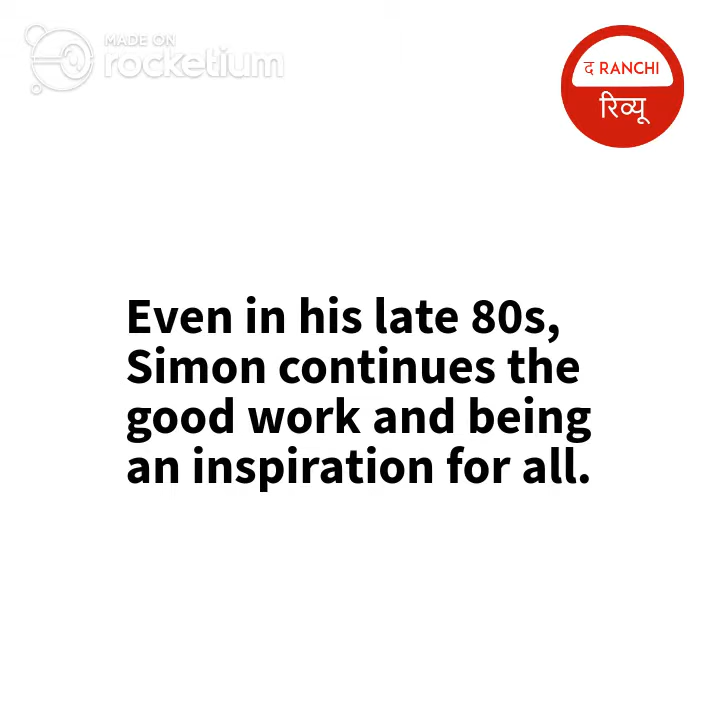 MADE ON
rocketium
द RANCHI
रिव्यू
Even in his late 80s,
Simon continues the
good work and being
an inspiration for all.